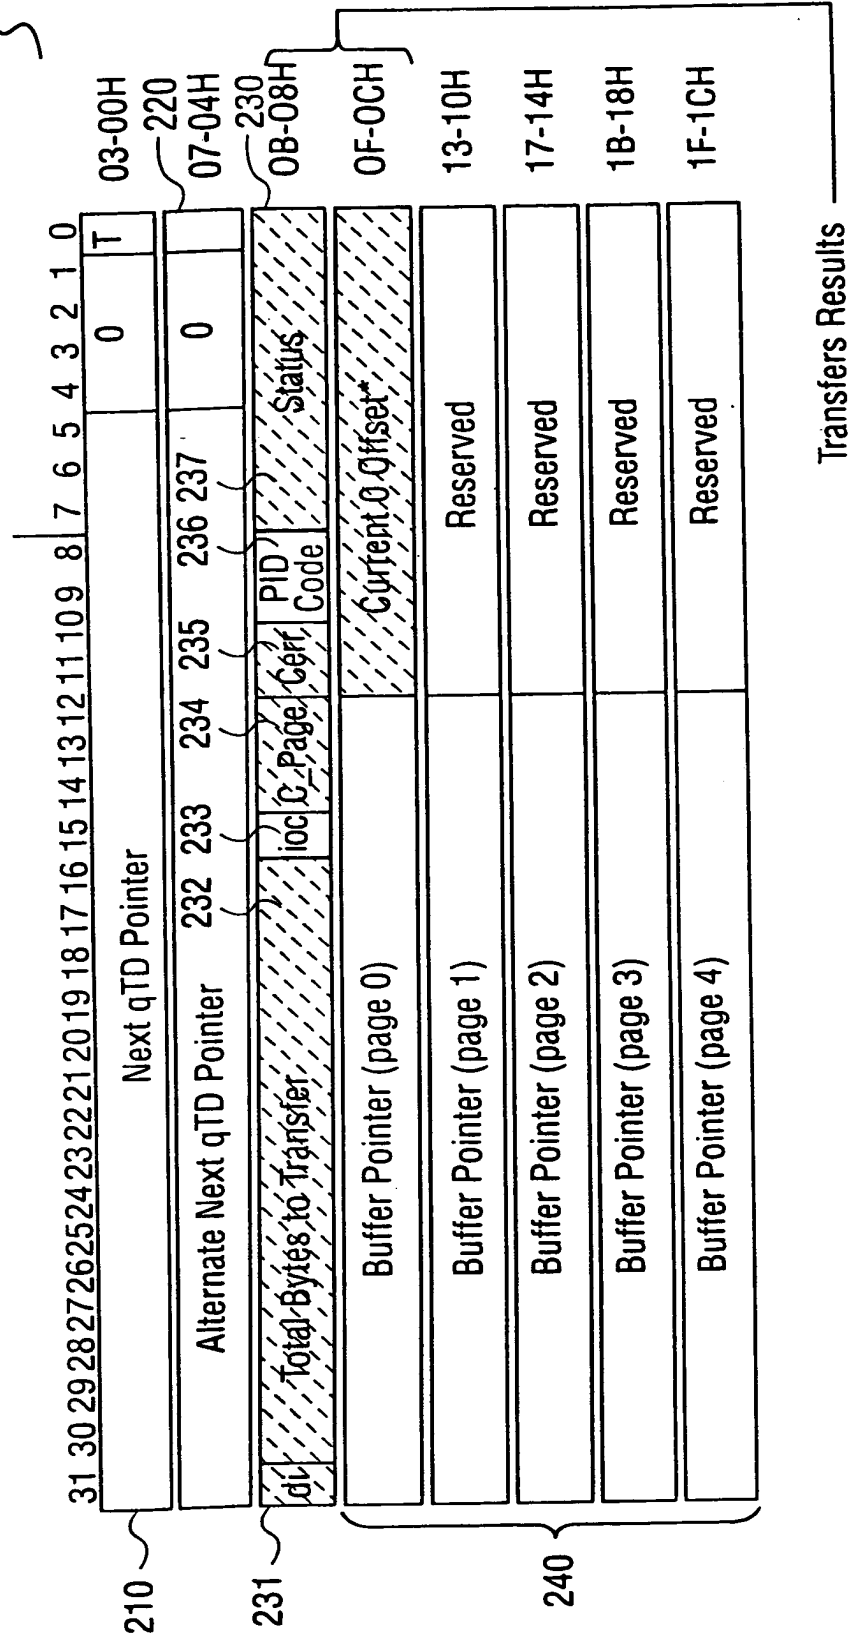 31 30 29 28 27 26 25 24 23 22 21 20 19 18 17 16 15 14 13 12 11 10 9 8 7 6 5 4 3 2 1 0
210
Next qTD Pointer
0
T
03-00H
220
Alternate Next qTD Pointer
0
07-04H
232
233
234
235
236
237
230
231
di
Total Bytes to Transfer
ioc
C_Page
Cerr
PID
Code
Status
0B-08H
Buffer Pointer (page 0)
Current 0 Offset*
0F-0CH
240
Buffer Pointer (page 1)
Reserved
13-10H
Buffer Pointer (page 2)
Reserved
17-14H
Buffer Pointer (page 3)
Reserved
1B-18H
Buffer Pointer (page 4)
Reserved
1F-1CH
Transfers Results